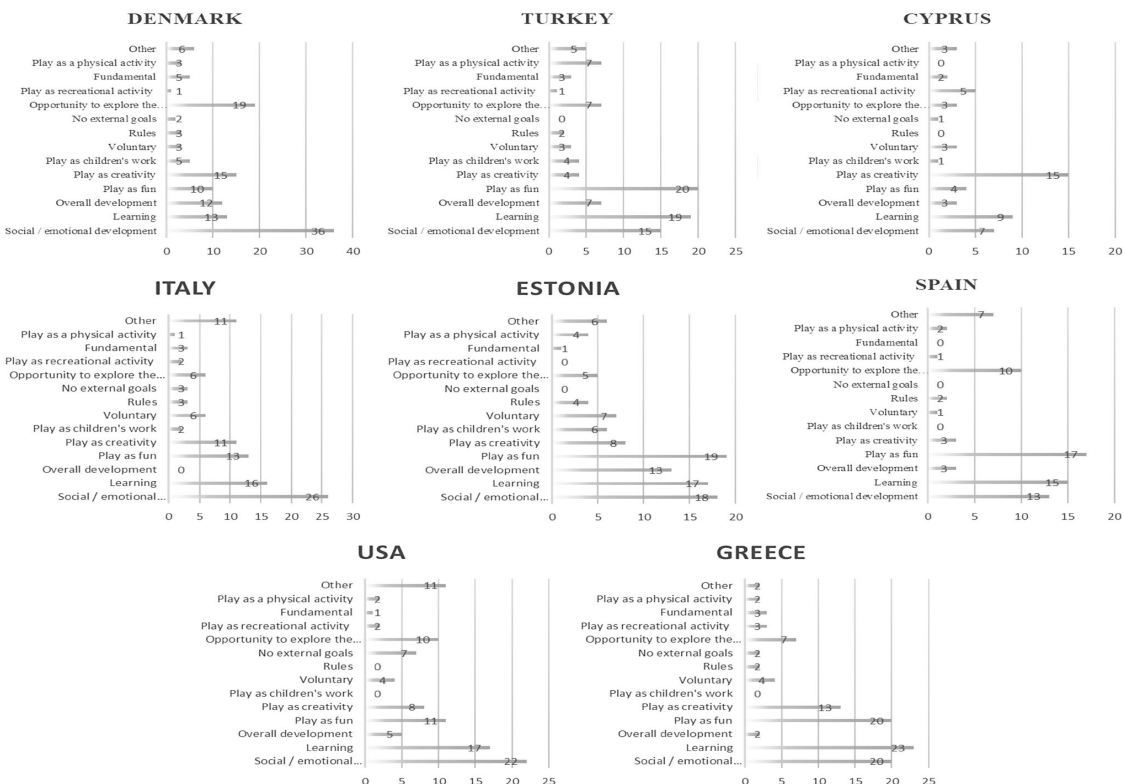 DENMARK
Other 6
Play as a physical activity 3
Fundamental 5
Play as recreational activity 1
Opportunity to explore the... 19
No external goals 2
Rules 3
Voluntary 3
Play as children's work 5
Play as creativity 15
Play as fun 10
Overall development 12
Learning 13
Social / emotional development 36
0 10 20 30 40
TURKEY
Other 5
Play as a physical activity 7
Fundamental 3
Play as recreational activity 1
Opportunity to explore the... 7
No external goals 0
Rules 2
Voluntary 3
Play as children's work 4
Play as creativity 4
Play as fun 20
Overall development 7
Learning 19
Social / emotional development 15
0 5 10 15 20 25
CYPRUS
Other 3
Play as a physical activity 0
Fundamental 2
Play as recreational activity 5
Opportunity to explore the... 3
No external goals 1
Rules 0
Voluntary 3
Play as children's work 1
Play as creativity 15
Play as fun 4
Overall development 3
Learning 9
Social / emotional development 7
0 5 10 15 20
ITALY
Other 11
Play as a physical activity 1
Fundamental 3
Play as recreational activity 2
Opportunity to explore the... 6
No external goals 3
Rules 3
Voluntary 6
Play as children's work 2
Play as creativity 11
Play as fun 13
Overall development 0
Learning 16
Social / emotional... 26
0 5 10 15 20 25 30
ESTONIA
Other 6
Play as a physical activity 4
Fundamental 1
Play as recreational activity 0
Opportunity to explore the... 5
No external goals 0
Rules 4
Voluntary 7
Play as children's work 6
Play as creativity 8
Play as fun 19
Overall development 13
Learning 17
Social / emotional... 18
0 5 10 15 20
SPAIN
Other 7
Play as a physical activity 2
Fundamental 0
Play as recreational activity 1
Opportunity to explore the... 10
No external goals 0
Rules 2
Voluntary 1
Play as children's work 0
Play as creativity 3
Play as fun 17
Overall development 3
Learning 15
Social / emotional development 13
0 5 10 15 20
USA
Other 11
Play as a physical activity 2
Fundamental 1
Play as recreational activity 2
Opportunity to explore the... 10
No external goals 7
Rules 0
Voluntary 4
Play as children's work 0
Play as creativity 8
Play as fun 11
Overall development 5
Learning 17
Social / emotional... 22
0 5 10 15 20 25
GREECE
Other 2
Play as a physical activity 2
Fundamental 3
Play as recreational activity 3
Opportunity to explore the... 7
No external goals 2
Rules 2
Voluntary 4
Play as children's work 0
Play as creativity 13
Play as fun 20
Overall development 2
Learning 23
Social / emotional... 20
0 5 10 15 20 25